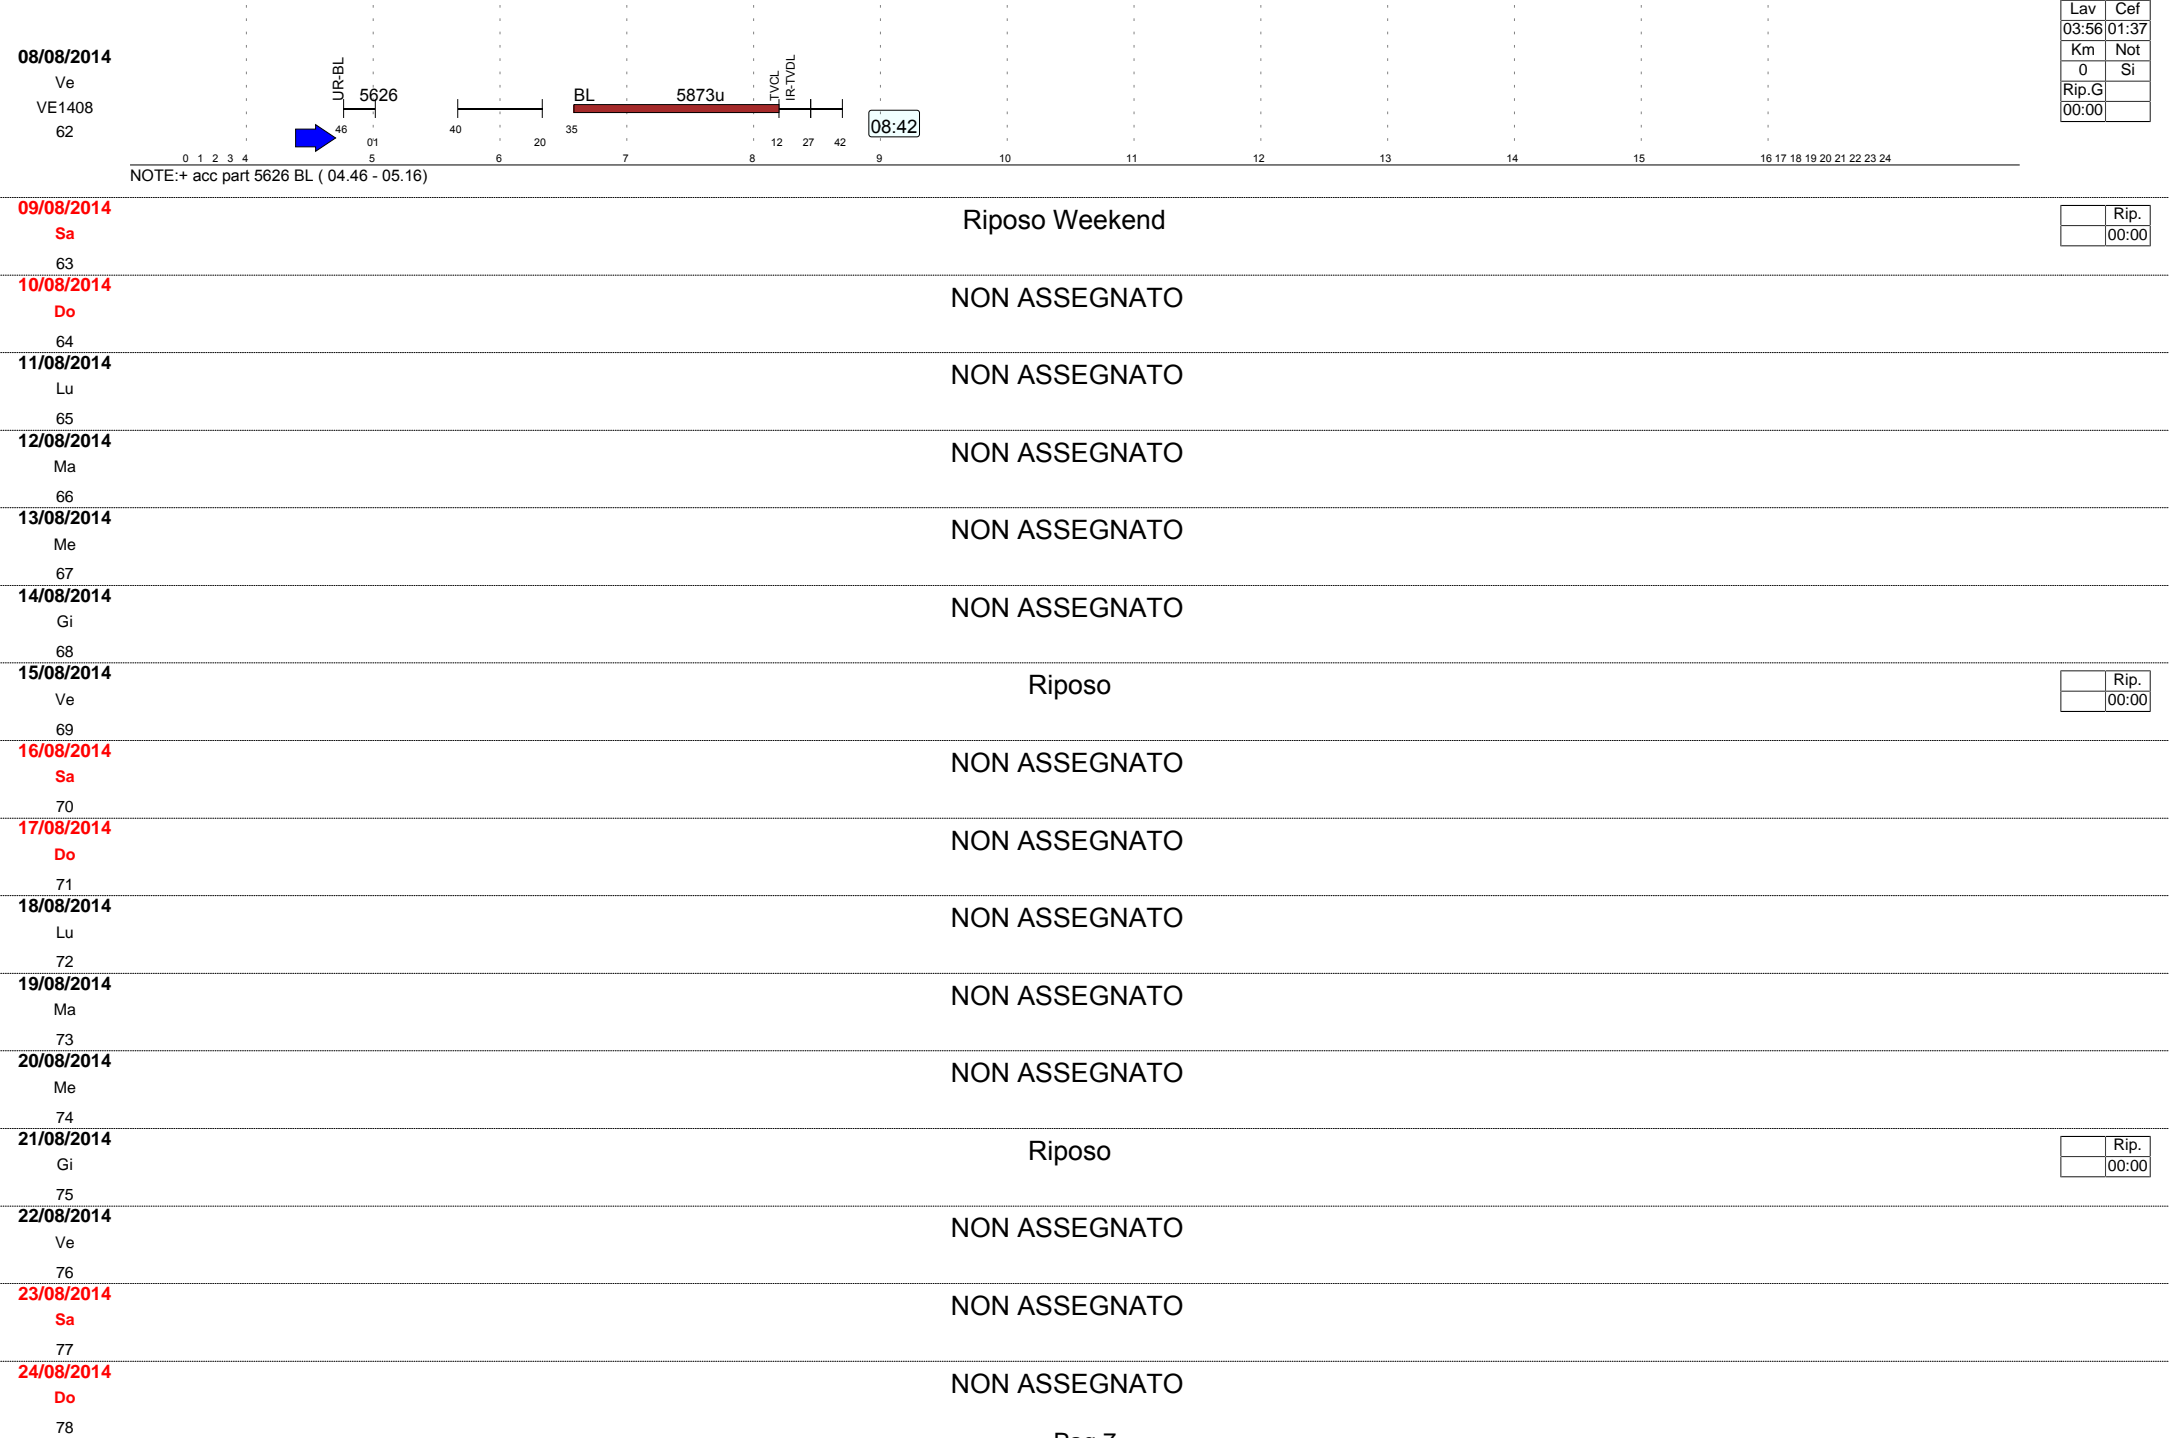 Lav Cef
03:56 01:37
Km Not
0 Si
Rip.G
00:00
08/08/2014
Ve
VE1408
62
UR-BL 5626 BL 5873u TVCL IR-TVDL
46 01 40 20 35 12 27 42 08:42
0 1 2 3 4 5 6 7 8 9 10 11 12 13 14 15 16 17 18 19 20 21 22 23 24
NOTE:+ acc part 5626 BL ( 04.46 - 05.16)
09/08/2014
Sa
63
Riposo Weekend
Rip.
00:00
10/08/2014
Do
64
NON ASSEGNATO
11/08/2014
Lu
65
NON ASSEGNATO
12/08/2014
Ma
66
NON ASSEGNATO
13/08/2014
Me
67
NON ASSEGNATO
14/08/2014
Gi
68
NON ASSEGNATO
15/08/2014
Ve
69
Riposo
Rip.
00:00
16/08/2014
Sa
70
NON ASSEGNATO
17/08/2014
Do
71
NON ASSEGNATO
18/08/2014
Lu
72
NON ASSEGNATO
19/08/2014
Ma
73
NON ASSEGNATO
20/08/2014
Me
74
NON ASSEGNATO
21/08/2014
Gi
75
Riposo
Rip.
00:00
22/08/2014
Ve
76
NON ASSEGNATO
23/08/2014
Sa
77
NON ASSEGNATO
24/08/2014
Do
78
NON ASSEGNATO